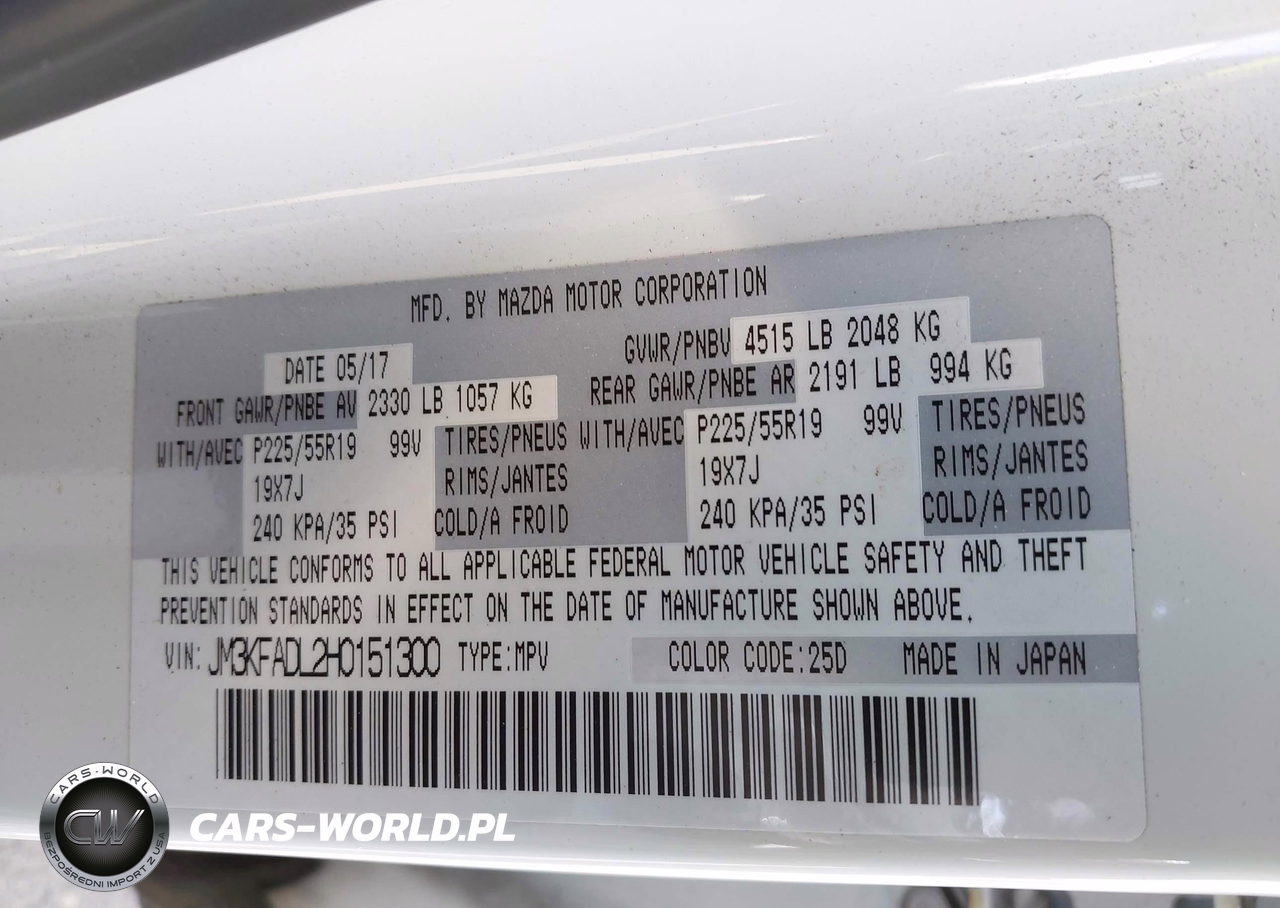 MFD. BY MAZDA MOTOR CORPORATION
DATE 05/17 GVWR/PNBV 4515 LB 2048 KG
FRONT GAWR/PNBE AV 2330 LB 1057 KG REAR GAWR/PNBE AR 2191 LB 994 KG
WITH/AVEC P225/55R19 99V TIRES/PNEUS WITH/AVEC P225/55R19 99V TIRES/PNEUS
19X7J RIMS/JANTES 19X7J RIMS/JANTES
240 KPA/35 PSI COLD/A FROID 240 KPA/35 PSI COLD/A FROID
THIS VEHICLE CONFORMS TO ALL APPLICABLE FEDERAL MOTOR VEHICLE SAFETY AND THEFT
PREVENTION STANDARDS IN EFFECT ON THE DATE OF MANUFACTURE SHOWN ABOVE.
VIN: JM3KFADL2H0151300 TYPE:MPV COLOR CODE:25D MADE IN JAPAN
CARS-WORLD
CW
BEZPOŚREDNI IMPORT Z USA
CARS-WORLD.PL